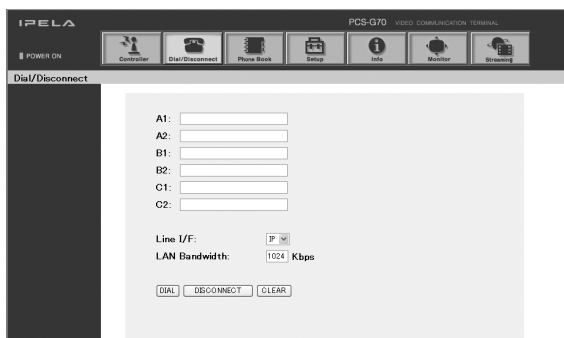 IPELA
PCS-G70 VIDEO COMMUNICATION TERMINAL
POWER ON
Controller Dial/Disconnect Phone Book Setup Info Monitor Streaming
Dial/Disconnect
A1:
A2:
B1:
B2:
C1:
C2:
Line I/F: IP
LAN Bandwidth: 1024 Kbps
DIAL DISCONNECT CLEAR